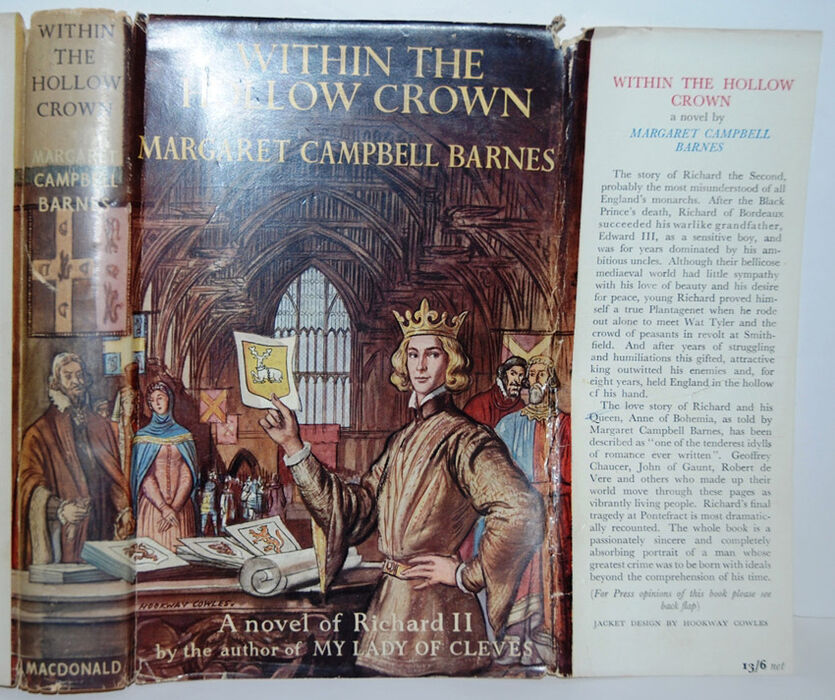 WITHIN
THE
HOLLOW
CROWN
MARGARET
CAMPBELL
BARNES
MACDONALD
WITHIN THE
HOLLOW CROWN
MARGARET CAMPBELL BARNES
HOOKWAY COWLES.
A novel of Richard II
by the author of MY LADY OF CLEVES
WITHIN THE HOLLOW
CROWN
a novel by
MARGARET CAMPBELL
BARNES
The story of Richard the Second,
probably the most misunderstood of all
England's monarchs. After the Black
Prince's death, Richard of Bordeaux
succeeded his warlike grandfather,
Edward III, as a sensitive boy, and
was for years dominated by his am-
bitious uncles. Although their bellicose
mediaeval world had little sympathy
with his love of beauty and his desire
for peace, young Richard proved him-
self a true Plantagenet when he rode
out alone to meet Wat Tyler and the
crowd of peasants in revolt at Smith-
field. And after years of struggling
and humiliations this gifted, attractive
king outwitted his enemies and, for
eight years, held England in the hollow
of his hand.
The love story of Richard and his
Queen, Anne of Bohemia, as told by
Margaret Campbell Barnes, has been
described as "one of the tenderest idylls
of romance ever written". Geoffrey
Chaucer, John of Gaunt, Robert de
Vere and others who made up their
world move through these pages as
vibrantly living people. Richard's final
tragedy at Pontefract is most dramatic-
ally recounted. The whole book is a
passionately sincere and completely
absorbing portrait of a man whose
greatest crime was to be born with ideals
beyond the comprehension of his time.
(For Press opinions of this book please see
back flap)
JACKET DESIGN BY HOOKWAY COWLES
13/6 net